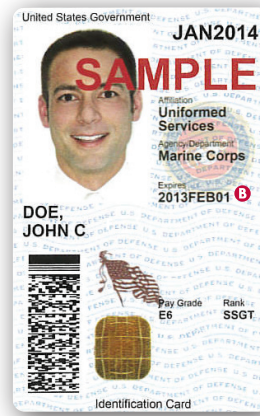 United States Government
JAN2014
SAMPLE
Affiliation
Uniformed
Services
Agency/Department
Marine Corps
Expires
2013FEB01 B
DOE,
JOHN C
Pay Grade
E6
Rank
SSGT
Identification Card